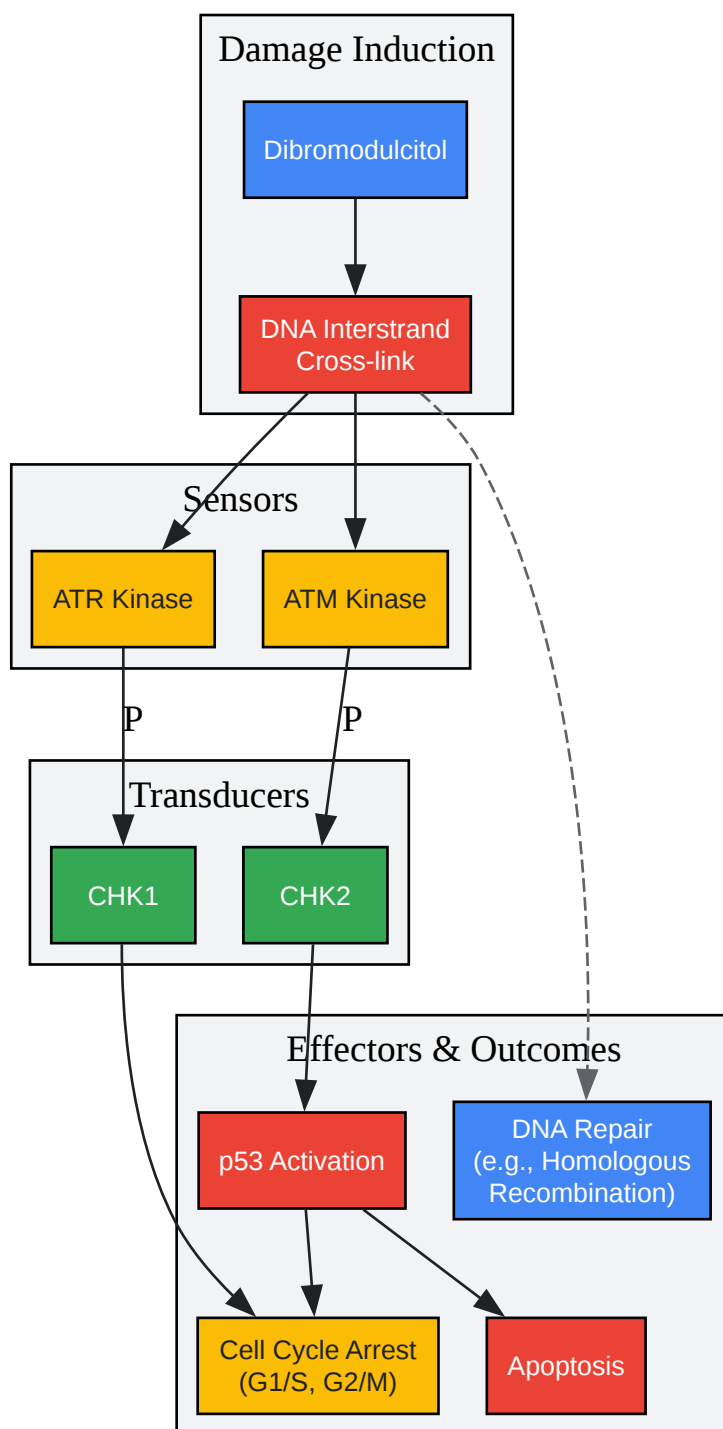 Damage Induction
Dibromodulcitol
DNA Interstrand
Cross-link
Sensors
ATR Kinase
ATM Kinase
P
P
Transducers
CHK1
CHK2
Effectors & Outcomes
p53 Activation
DNA Repair
(e.g., Homologous
Recombination)
Cell Cycle Arrest
(G1/S, G2/M)
Apoptosis